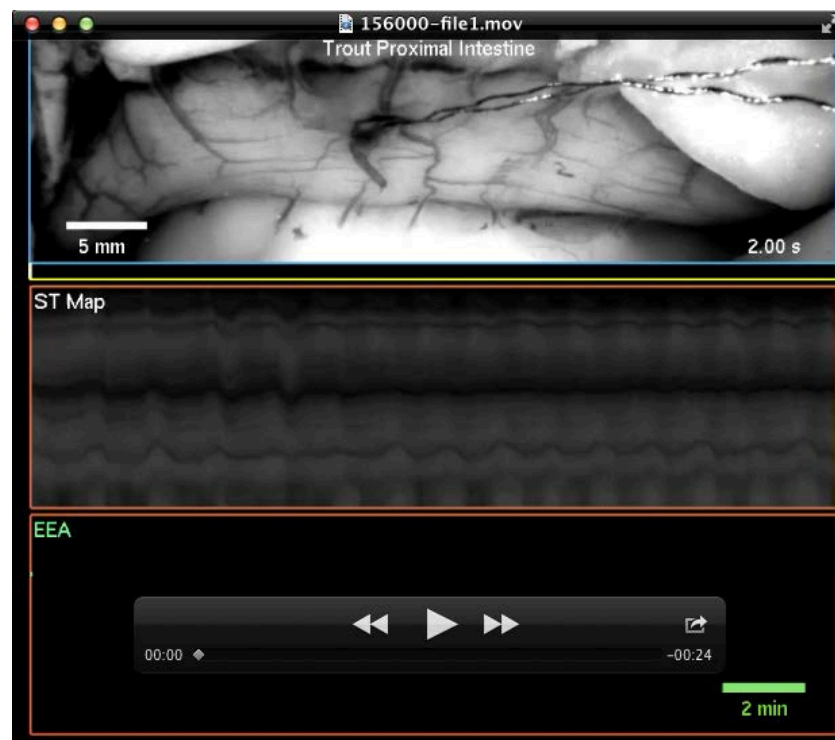 156000-file1.mov
Trout Proximal Intestine
5 mm
2.00 s
ST Map
EEA
00:00
-00:24
2 min